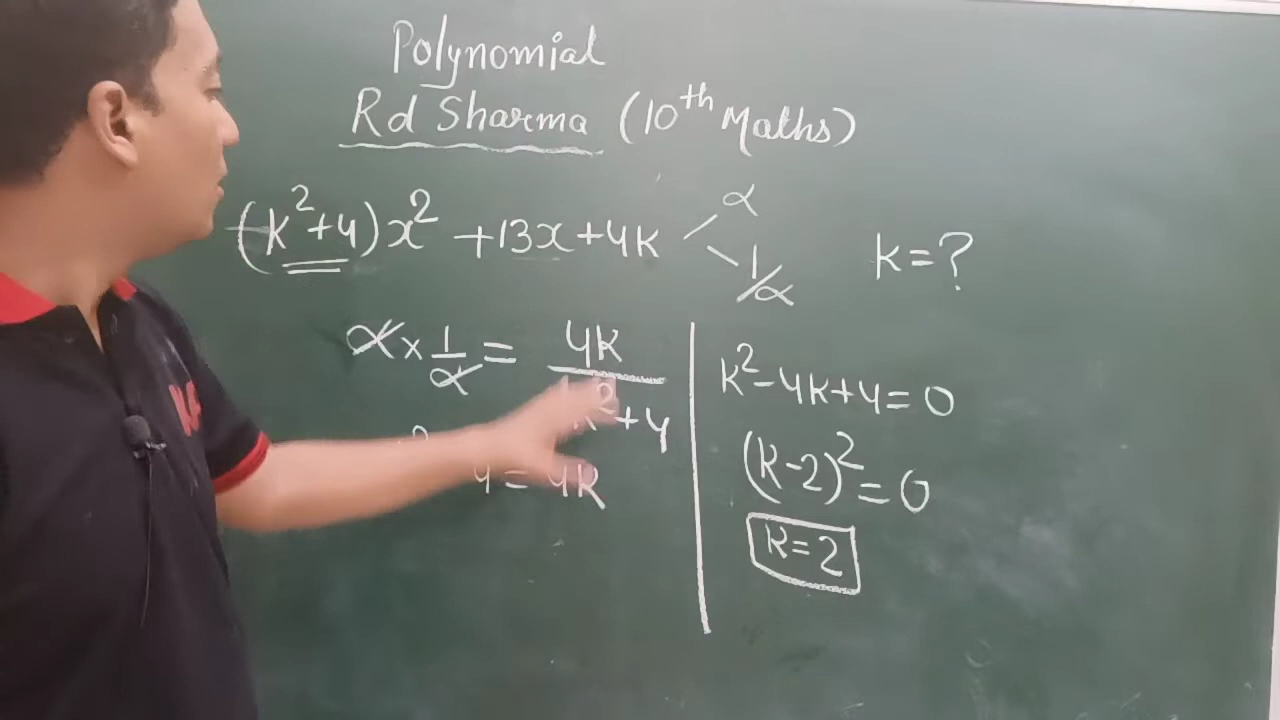 Polynomial
Rd Sharma (10th Maths)
(k²+4)x² +13x+4k
α
1/α
k=?
α × 1/α = 4k
²+4
4 = 4k
k²-4k+4=0
(k-2)²=0
k=2